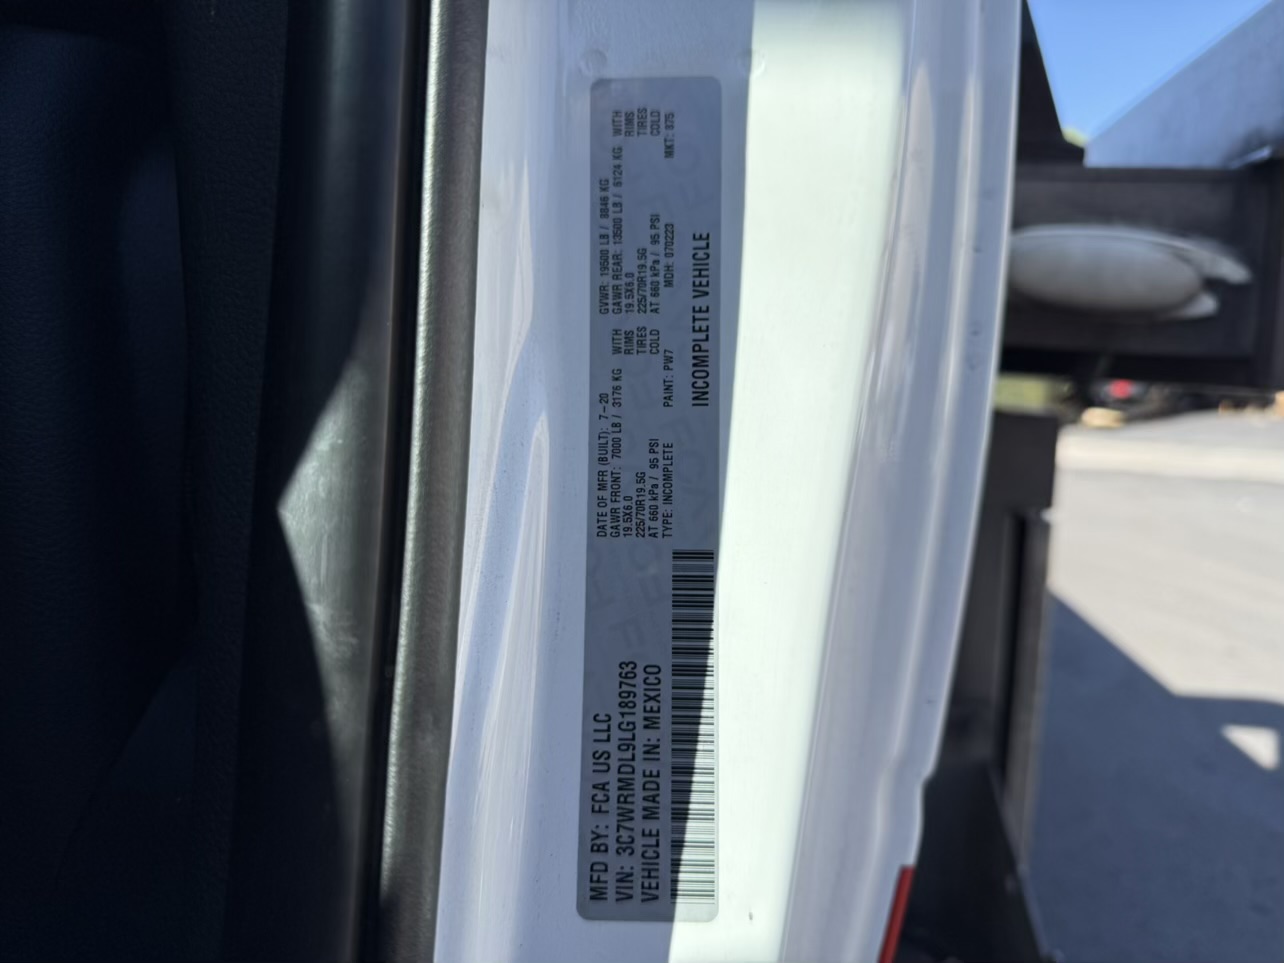 MFD BY: FCA US LLC
VIN: 3C7WRMDL9LG189763
VEHICLE MADE IN: MEXICO
DATE OF MFR (BUILT): 7-20
GAWR FRONT: 7000 LB / 3176 KG WITH
19.5X6.0 RIMS
225/70R19.5G TIRES
AT 660 kPa / 95 PSI COLD
TYPE: INCOMPLETE PAINT: PW7
GVWR: 19500 LB / 8846 KG
GAWR REAR: 13500 LB / 6124 KG WITH
19.5X6.0 RIMS
225/70R19.5G TIRES
AT 660 kPa / 95 PSI COLD
MDH: 070223 MKT: 875
INCOMPLETE VEHICLE